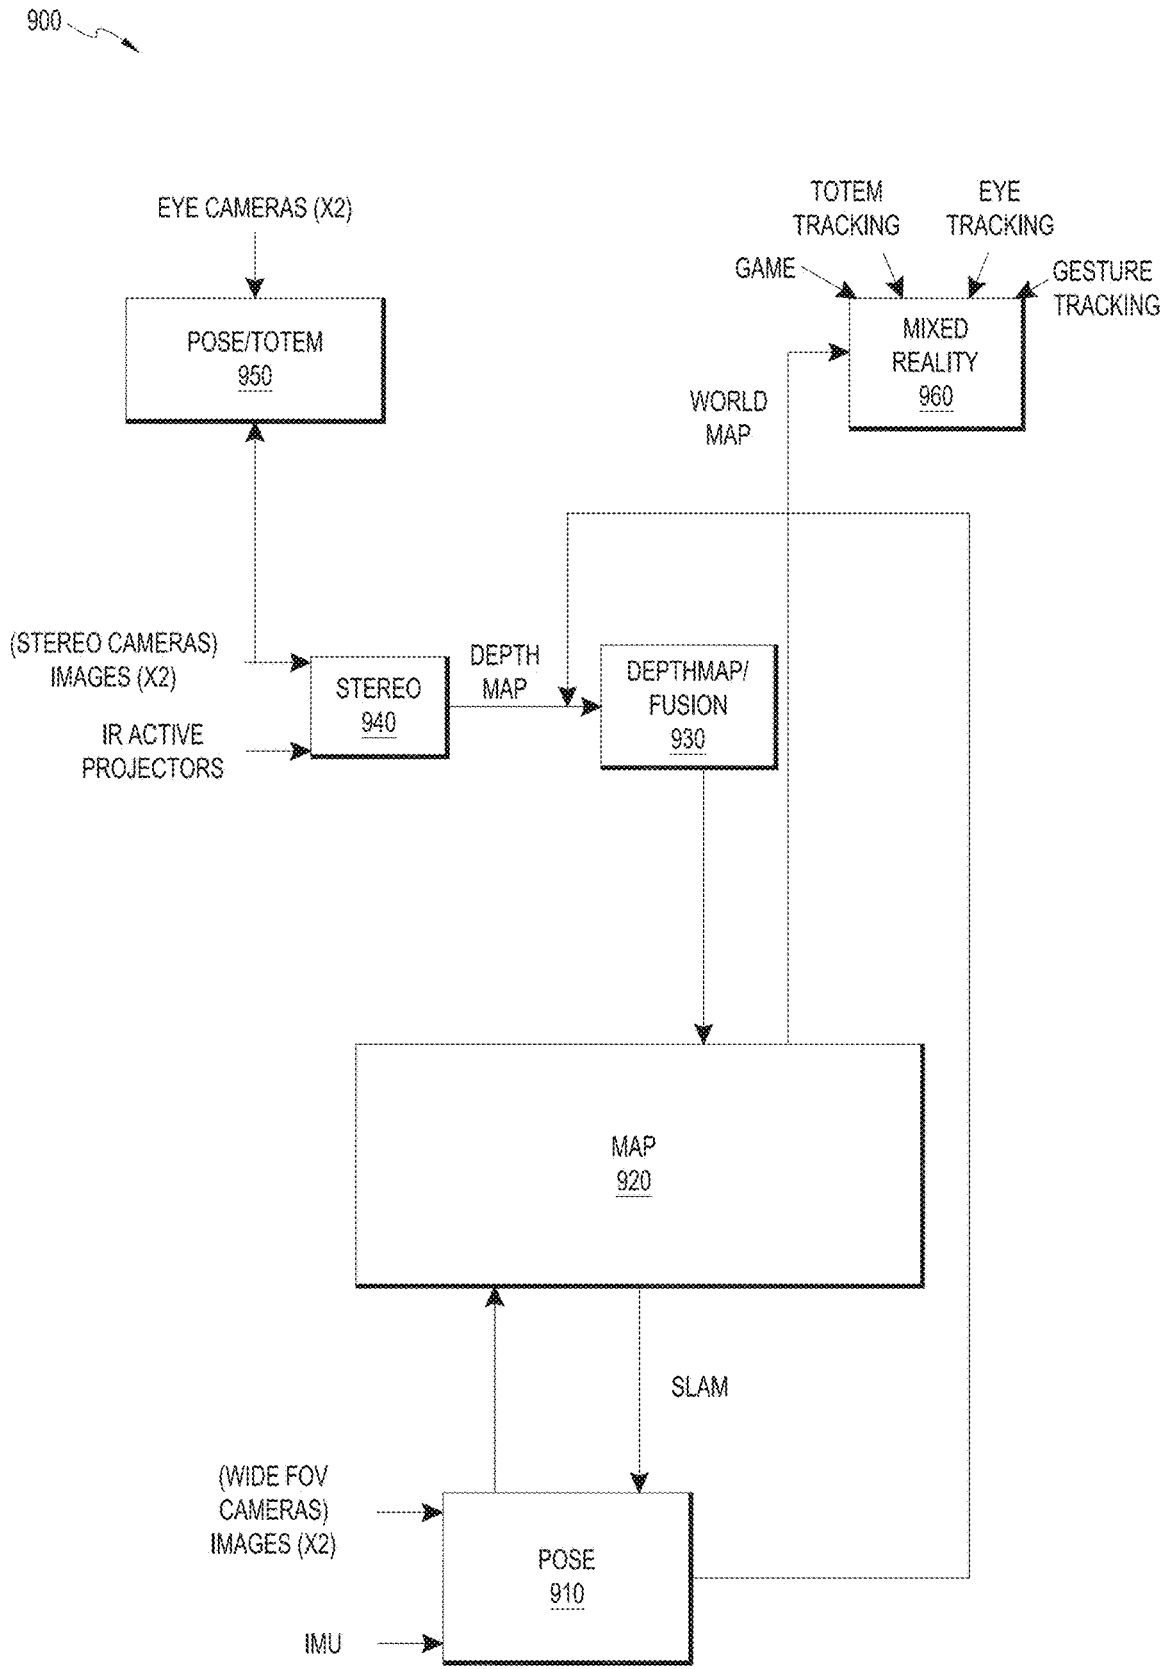 900
EYE CAMERAS (X2)
POSE/TOTEM
950
TOTEM
TRACKING
EYE
TRACKING
GAME
GESTURE
TRACKING
MIXED
REALITY
960
WORLD
MAP
(STEREO CAMERAS)
IMAGES (X2)
IR ACTIVE
PROJECTORS
STEREO
940
DEPTH
MAP
DEPTHMAP/
FUSION
930
MAP
920
SLAM
(WIDE FOV
CAMERAS)
IMAGES (X2)
IMU
POSE
910